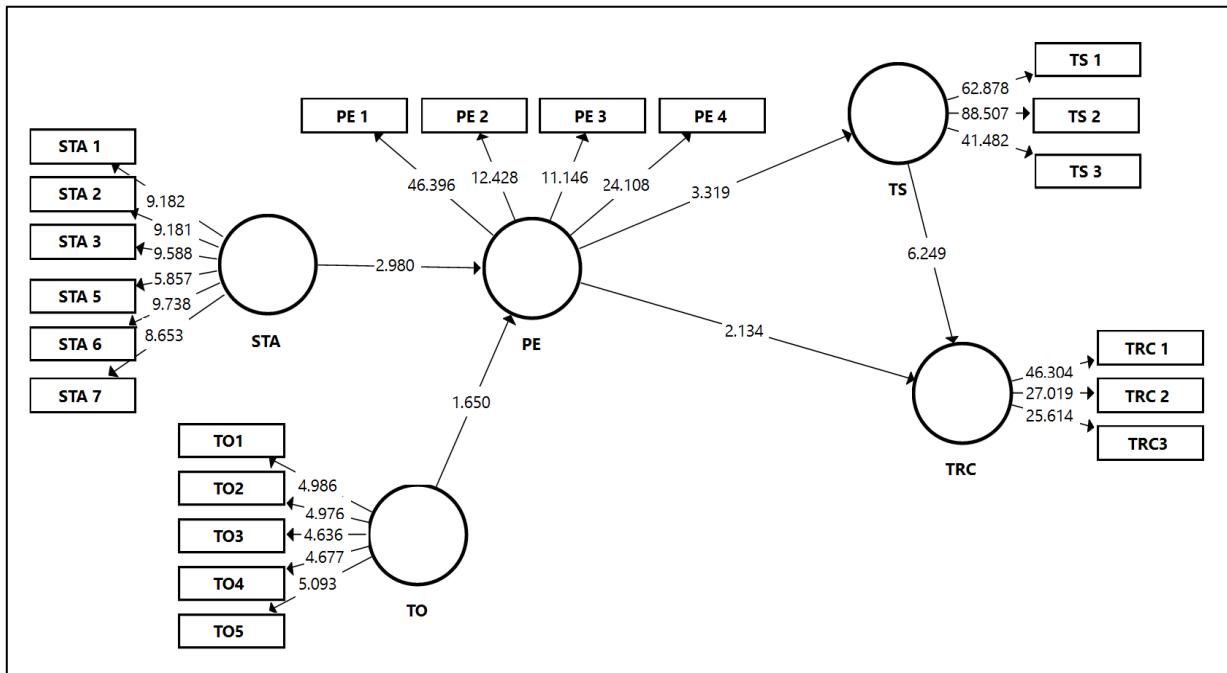 STA 1
STA 2
STA 3
STA 5
STA 6
STA 7
9.182
9.181
9.588
5.857
9.738
8.653
STA
2.980
PE 1
PE 2
PE 3
PE 4
46.396
12.428
11.146
24.108
PE
3.319
2.134
1.650
TS 1
TS 2
TS 3
62.878
88.507
41.482
TS
6.249
TRC 1
TRC 2
TRC3
46.304
27.019
25.614
TRC
TO1
TO2
TO3
TO4
TO5
4.986
4.976
4.636
4.677
5.093
TO